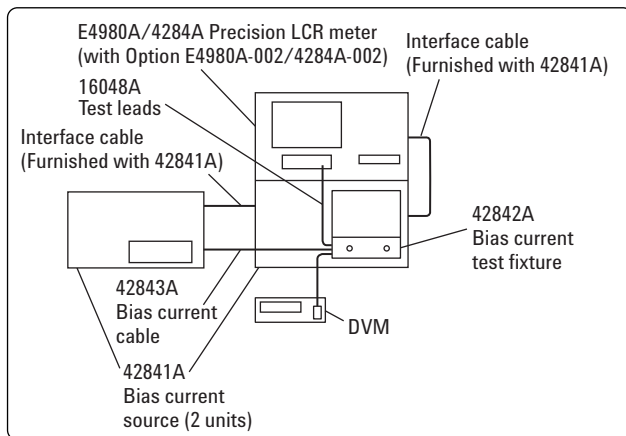 E4980A/4284A Precision LCR meter
(with Option E4980A-002/4284A-002)
Interface cable
(Furnished with 42841A)
16048A
Test leads
Interface cable
(Furnished with 42841A)
42842A
Bias current
test fixture
42843A
Bias current
cable
DVM
42841A
Bias current
source (2 units)